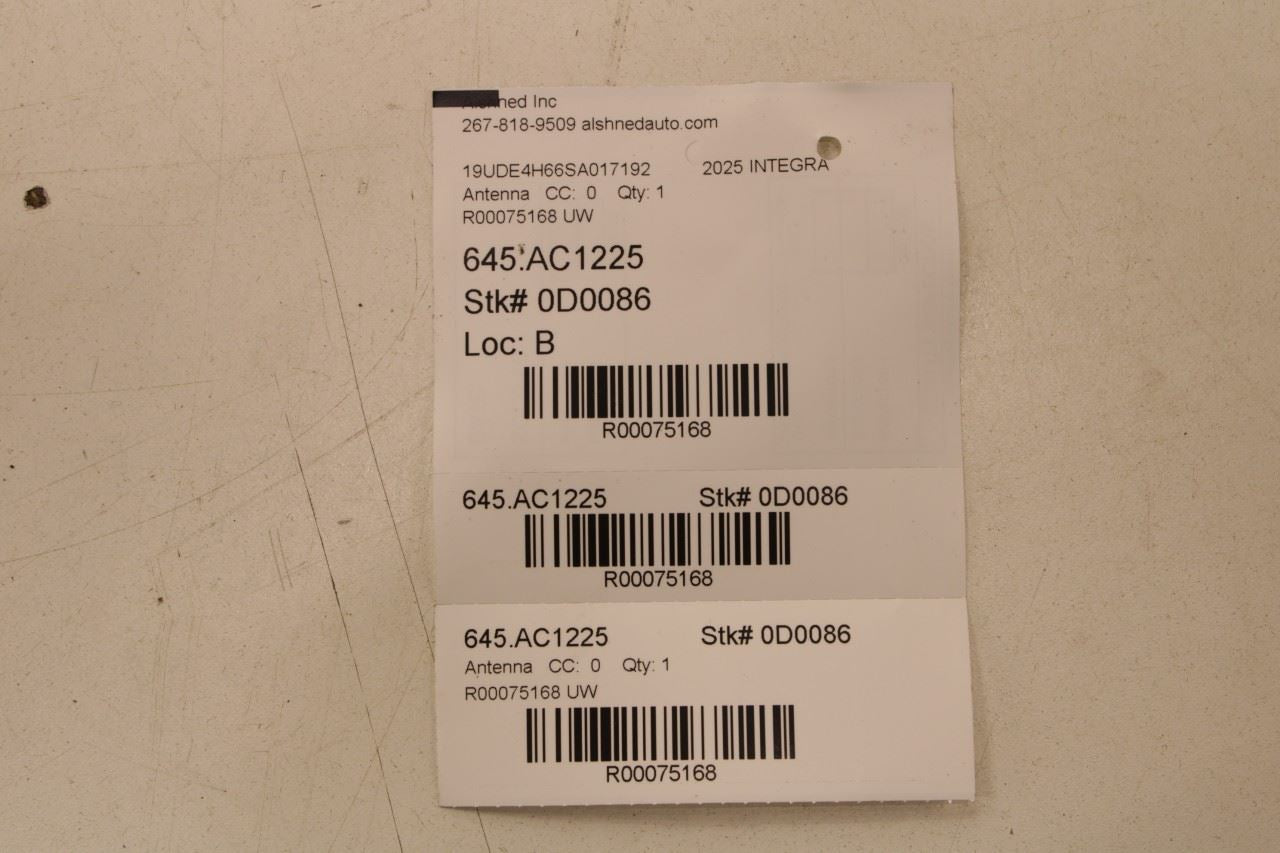 Alshned Inc
267-818-9509 alshnedauto.com
19UDE4H66SA017192 2025 INTEGRA
Antenna CC: 0 Qty: 1
R00075168 UW
645.AC1225
Stk# 0D0086
Loc: B
R00075168
645.AC1225 Stk# 0D0086
R00075168
645.AC1225 Stk# 0D0086
Antenna CC: 0 Qty: 1
R00075168 UW
R00075168